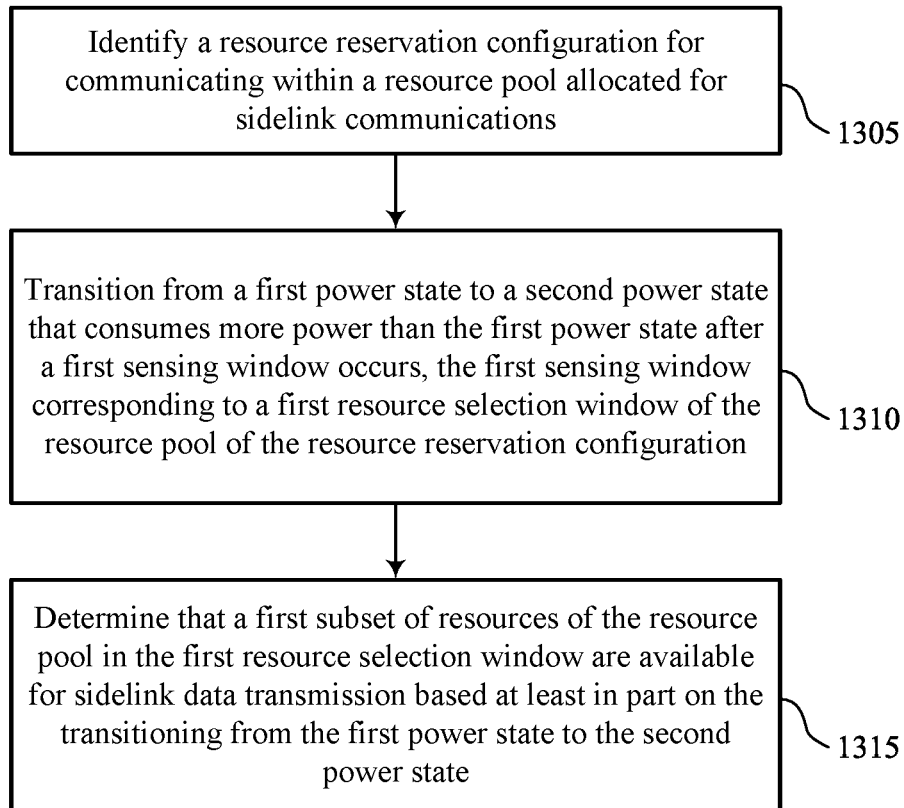 Identify a resource reservation configuration for
communicating within a resource pool allocated for
sidelink communications
1305
Transition from a first power state to a second power state
that consumes more power than the first power state after
a first sensing window occurs, the first sensing window
corresponding to a first resource selection window of the
resource pool of the resource reservation configuration
1310
Determine that a first subset of resources of the resource
pool in the first resource selection window are available
for sidelink data transmission based at least in part on the
transitioning from the first power state to the second
power state
1315